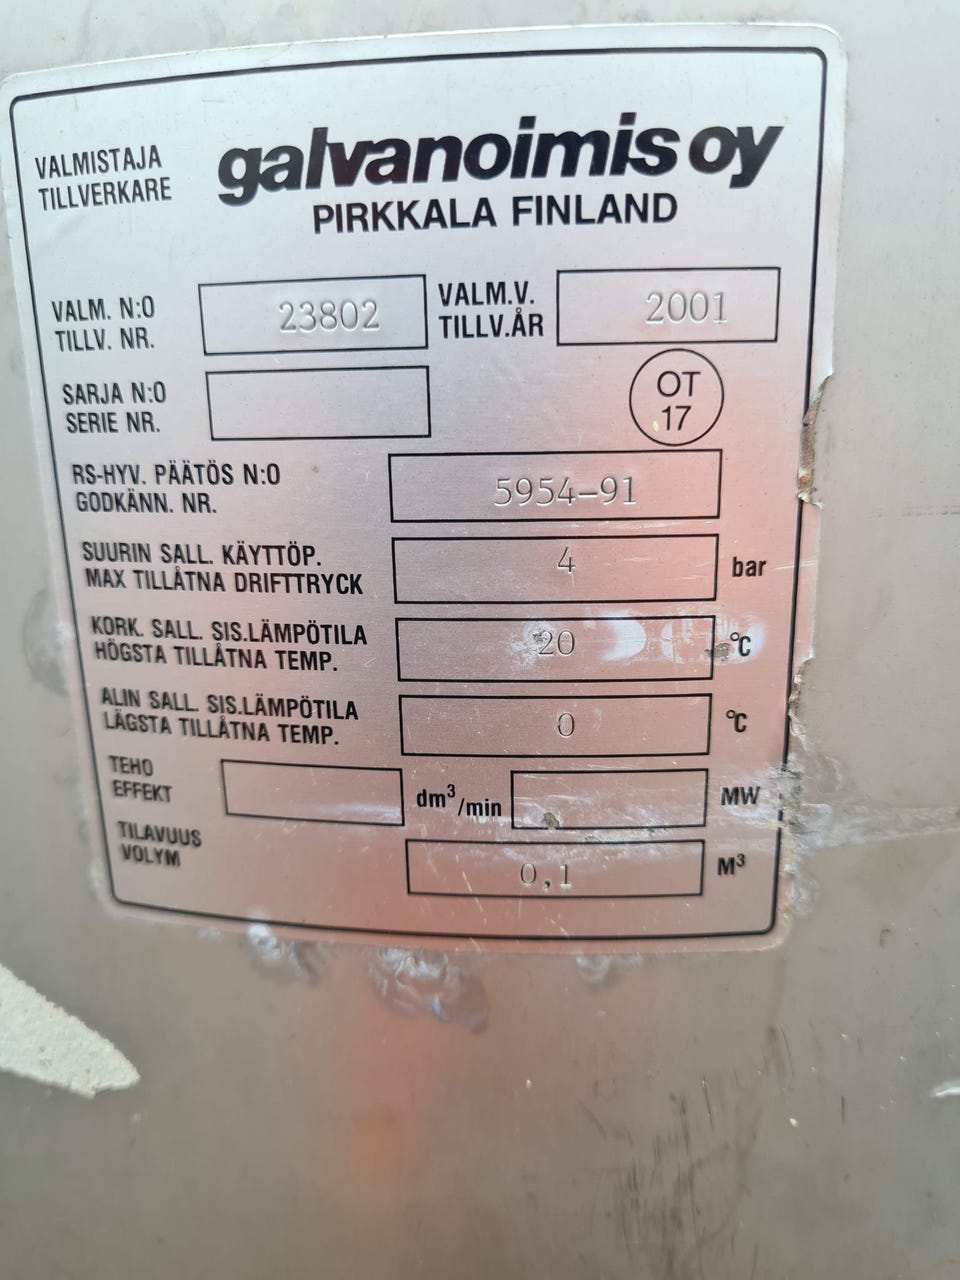 VALMISTAJA
TILLVERKARE
galvanoimis oy
PIRKKALA FINLAND
VALM. N:O
TILLV. NR.
23802
VALM.V.
TILLV.ÅR
2001
SARJA N:O
SERIE NR.
OT
17
RS-HYV. PÄÄTÖS N:O
GODKÄNN. NR.
5954-91
SUURIN SALL. KÄYTTÖP.
MAX TILLÅTNA DRIFTTRYCK
4
bar
KORK. SALL. SIS.LÄMPÖTILA
HÖGSTA TILLÅTNA TEMP.
20
°C
ALIN SALL. SIS.LÄMPÖTILA
LÄGSTA TILLÅTNA TEMP.
0
°C
TEHO
EFFEKT
dm³/min
MW
TILAVUUS
VOLYM
0,1
M³